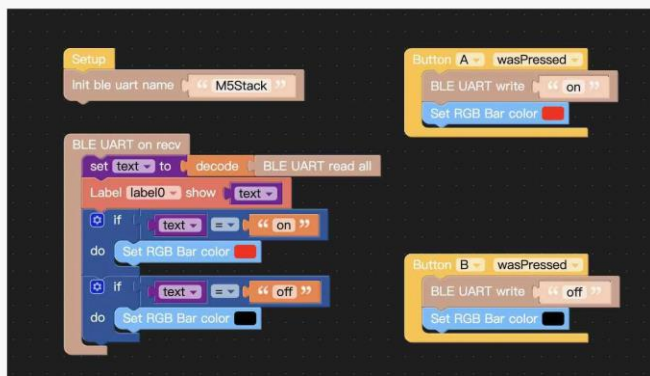 Setup
Init ble uart name “ M5Stack ”
BLE UART on recv
set text to decode BLE UART read all
Label label0 show text
if text = “ on ”
do Set RGB Bar color
if text = “ off ”
do Set RGB Bar color
Button A wasPressed
BLE UART write “ on ”
Set RGB Bar color
Button B wasPressed
BLE UART write “ off ”
Set RGB Bar color